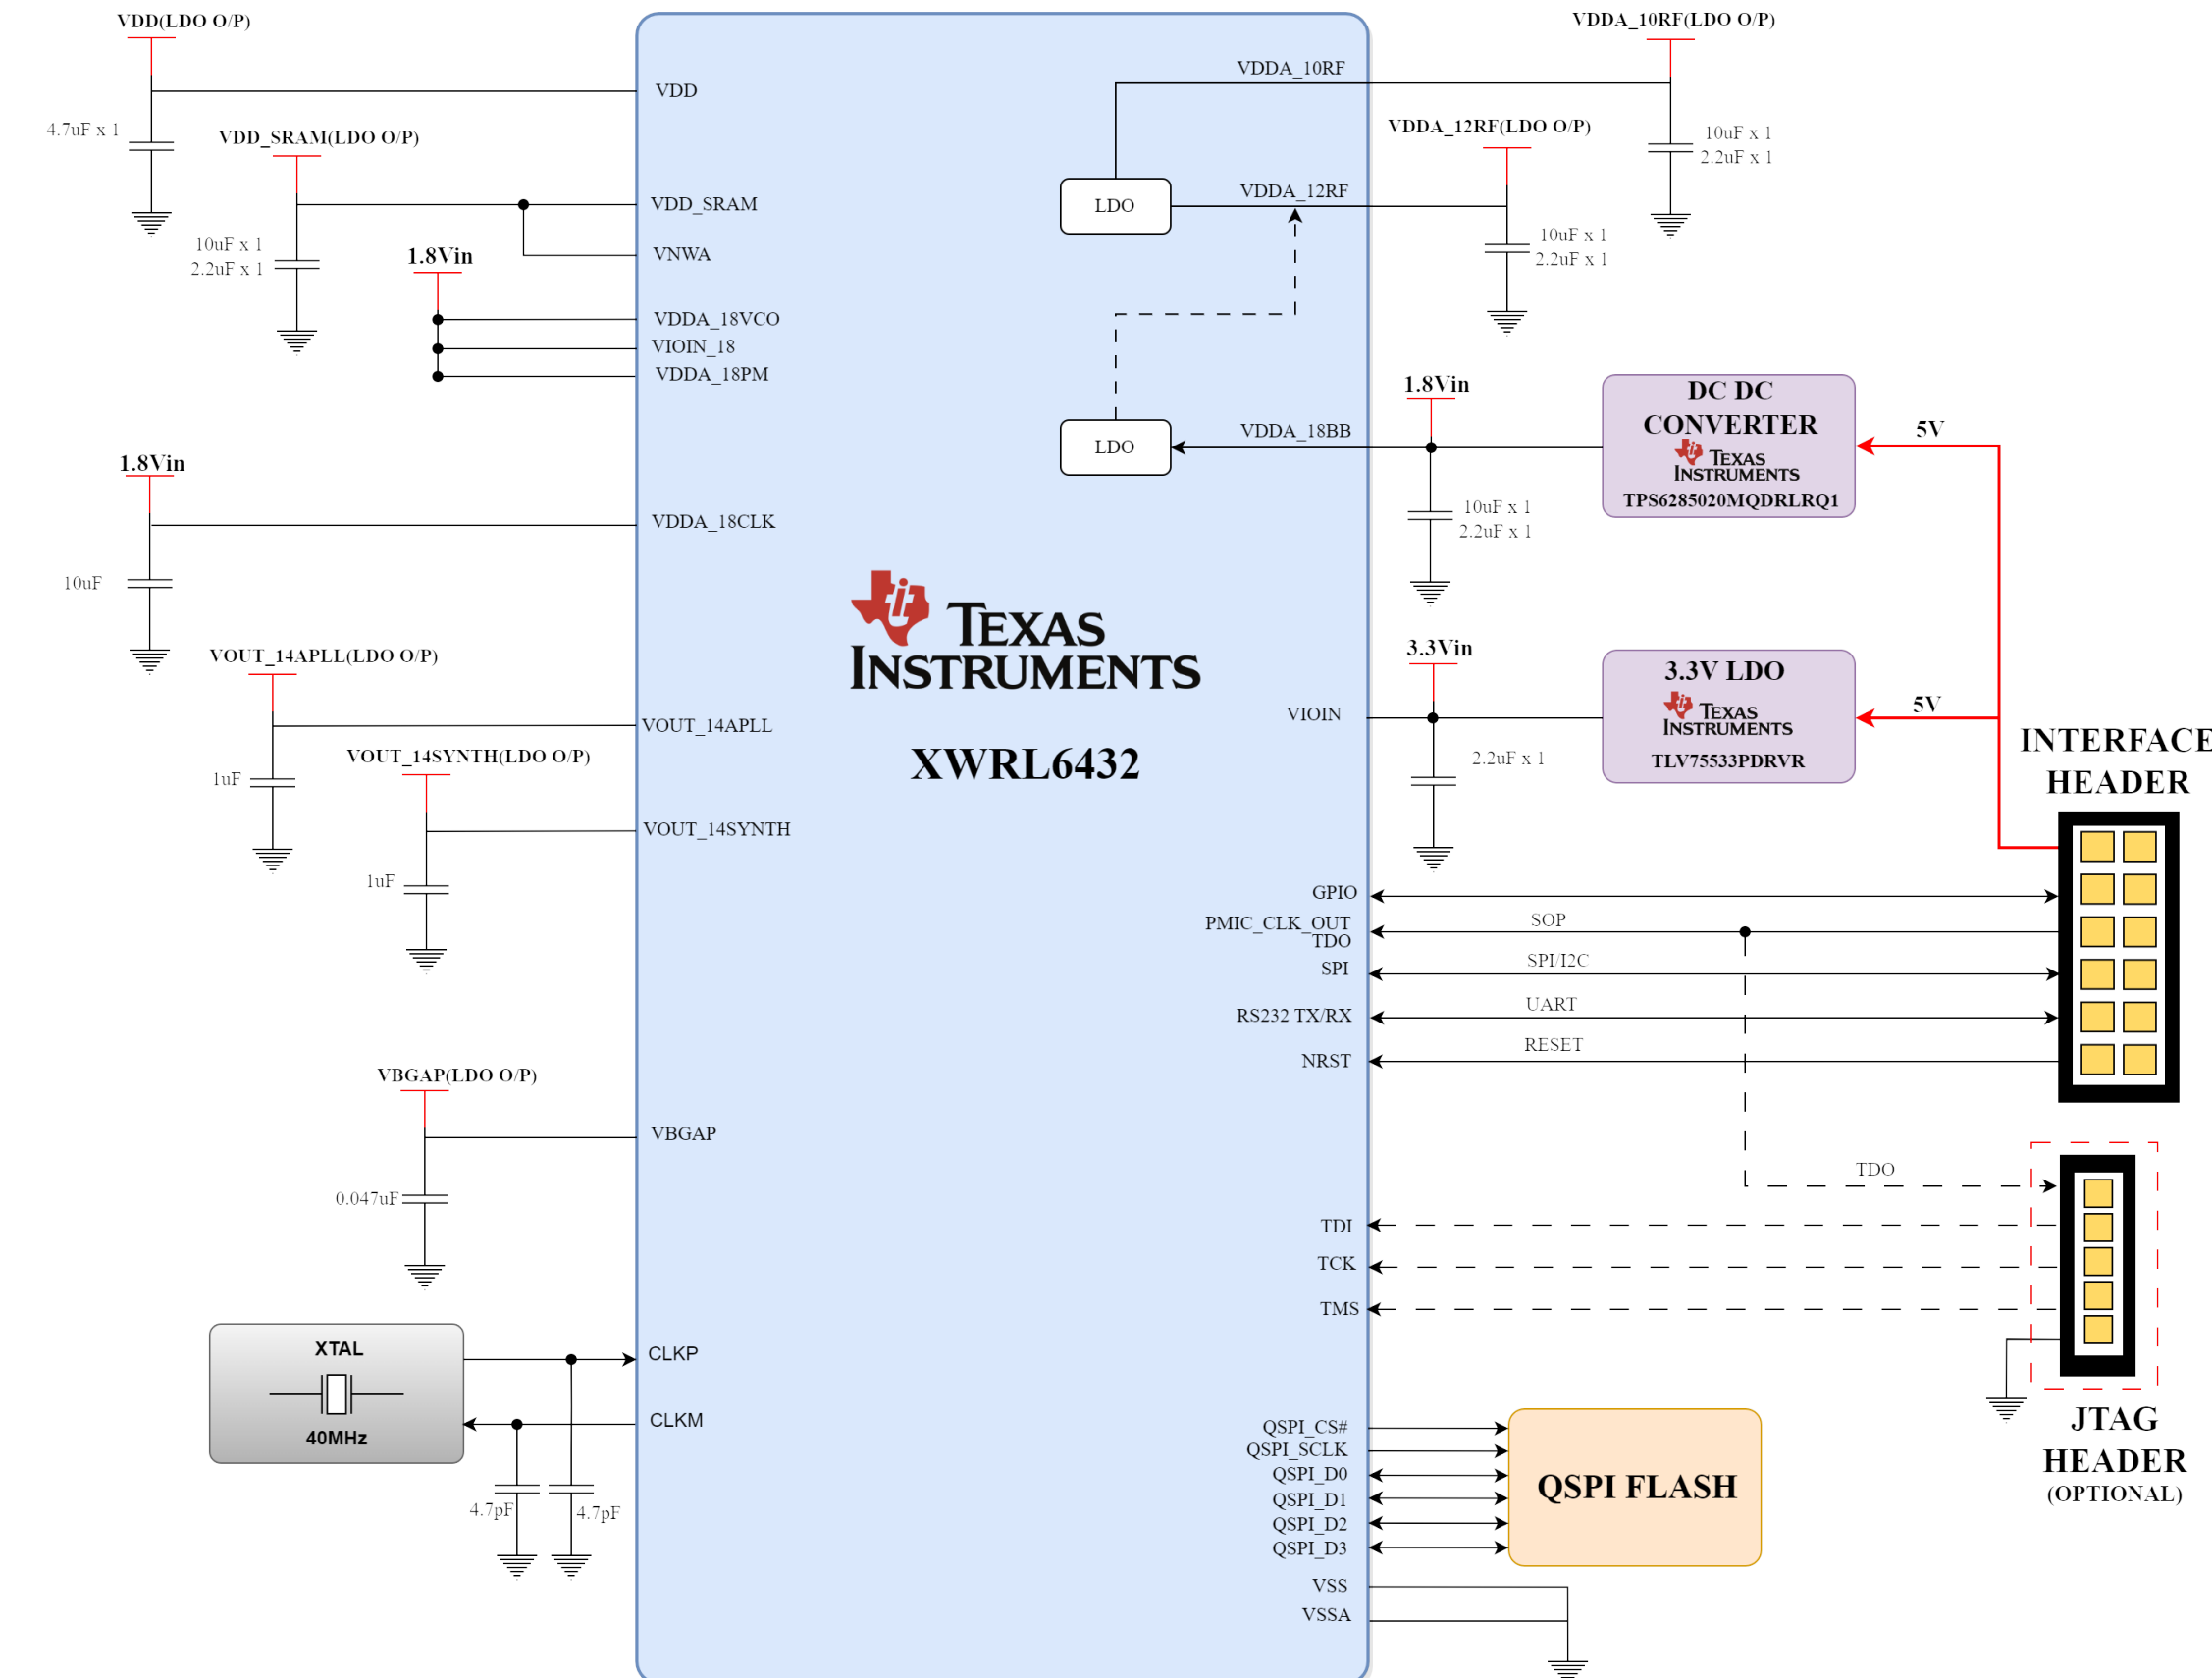 VDD(LDO O/P)
VDD
4.7uF x 1
VDD_SRAM(LDO O/P)
VDD_SRAM
10uF x 1
2.2uF x 1
VNWA
1.8Vin
VDDA_18VCO
VIOIN_18
VDDA_18PM
1.8Vin
VDDA_18CLK
10uF
VOUT_14APLL(LDO O/P)
VOUT_14APLL
1uF
VOUT_14SYNTH(LDO O/P)
VOUT_14SYNTH
1uF
VBGAP(LDO O/P)
VBGAP
0.047uF
XTAL
40MHz
CLKP
CLKM
4.7pF
4.7pF
TEXAS
INSTRUMENTS
XWRL6432
VDDA_10RF(LDO O/P)
VDDA_10RF
10uF x 1
2.2uF x 1
VDDA_12RF(LDO O/P)
LDO
VDDA_12RF
10uF x 1
2.2uF x 1
1.8Vin
LDO
VDDA_18BB
10uF x 1
2.2uF x 1
DC DC
CONVERTER
TEXAS
INSTRUMENTS
TPS6285020MQDRLRQ1
5V
3.3Vin
VIOIN
2.2uF x 1
3.3V LDO
TEXAS
INSTRUMENTS
TLV75533PDRVR
5V
INTERFACE
HEADER
GPIO
PMIC_CLK_OUT
TDO
SOP
SPI
SPI/I2C
RS232 TX/RX
UART
NRST
RESET
TDO
TDI
TCK
TMS
JTAG
HEADER
(OPTIONAL)
QSPI_CS#
QSPI_SCLK
QSPI_D0
QSPI_D1
QSPI_D2
QSPI_D3
QSPI FLASH
VSS
VSSA